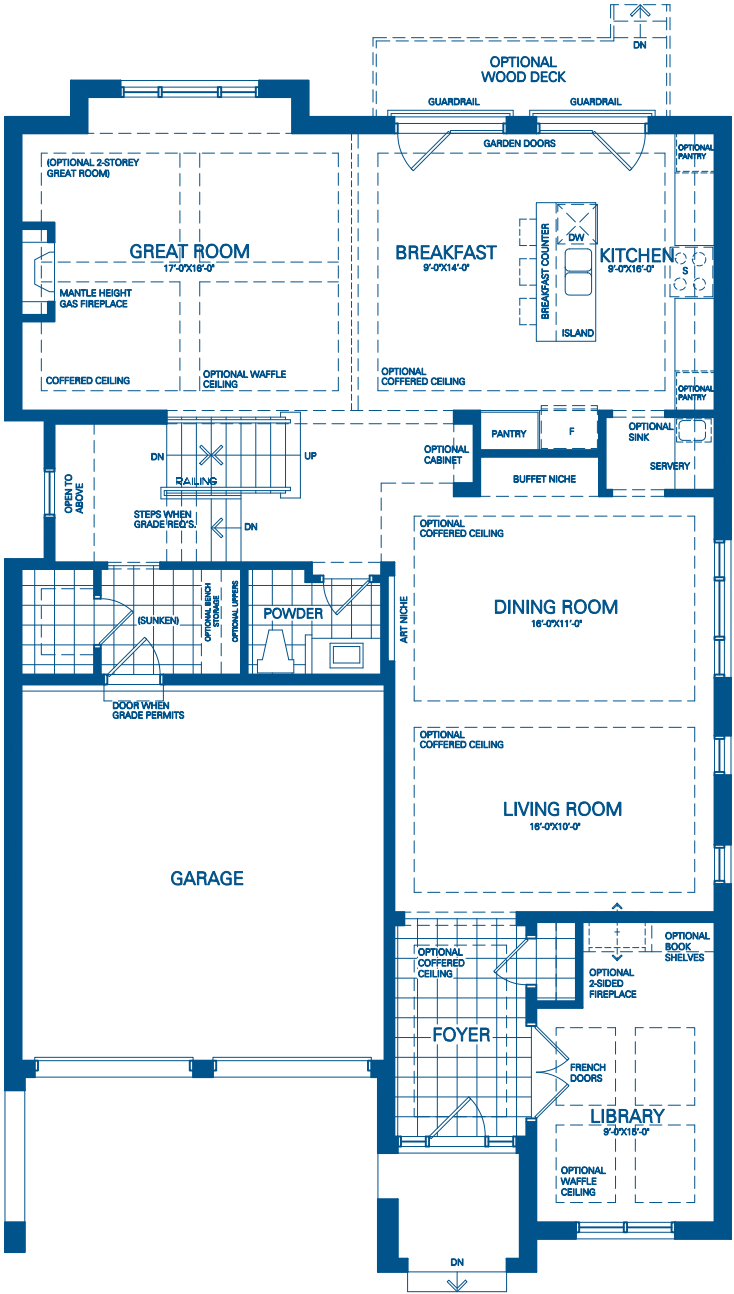 DN
OPTIONAL
WOOD DECK
GUARDRAIL
GUARDRAIL
GARDEN DOORS
(OPTIONAL 2-STOREY
GREAT ROOM)
OPTIONAL
PANTRY
GREAT ROOM
17'-0"X16'-0"
BREAKFAST
9'-0"X14'-0"
DW
KITCHEN
9'-0"X16'-0"
S
BREAKFAST COUNTER
MANTLE HEIGHT
GAS FIREPLACE
ISLAND
COFFERED CEILING
OPTIONAL WAFFLE
CEILING
OPTIONAL
COFFERED CEILING
OPTIONAL
PANTRY
PANTRY
F
OPTIONAL
SINK
SERVERY
DN
UP
RAILING
OPTIONAL
CABINET
BUFFET NICHE
OPEN TO
ABOVE
STEPS WHEN
GRADE REQ'S.
DN
OPTIONAL
COFFERED CEILING
(SUNKEN)
OPTIONAL BENCH
STORAGE
OPTIONAL UPPERS
POWDER
ART NICHE
DINING ROOM
16'-0"X11'-0"
DOOR WHEN
GRADE PERMITS
OPTIONAL
COFFERED CEILING
LIVING ROOM
16'-0"X10'-0"
GARAGE
OPTIONAL
COFFERED
CEILING
OPTIONAL
BOOK
SHELVES
OPTIONAL
2-SIDED
FIREPLACE
FOYER
FRENCH
DOORS
LIBRARY
9'-0"X15'-0"
OPTIONAL
WAFFLE
CEILING
DN